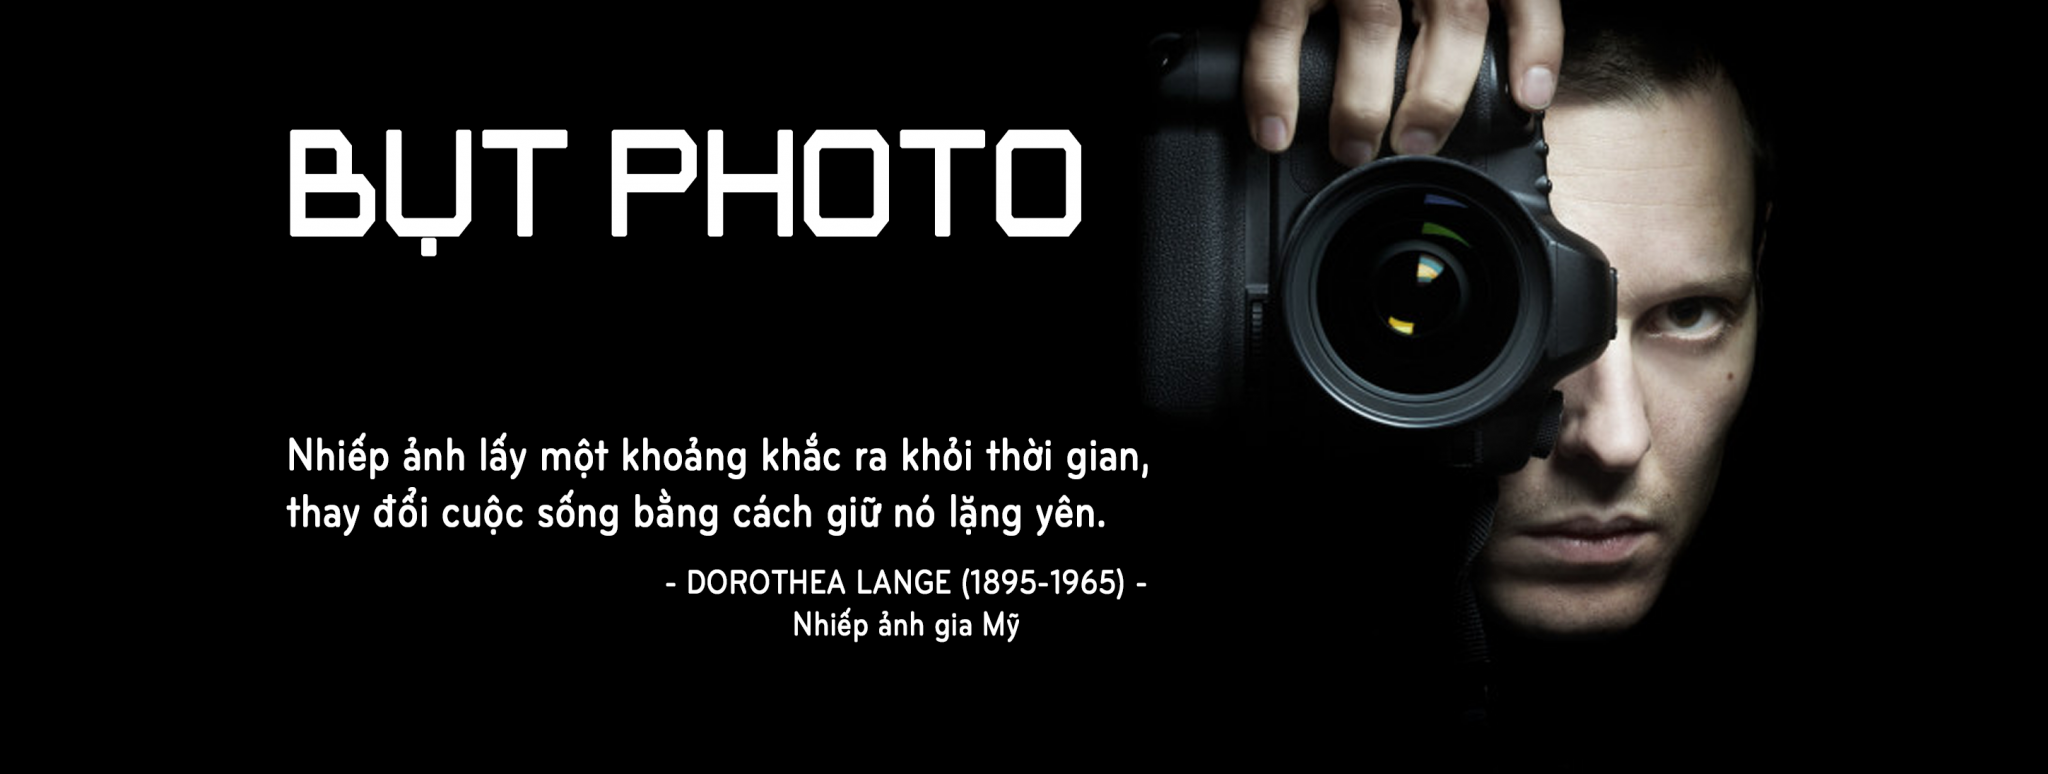 BỤT PHOTO
Nhiếp ảnh lấy một khoảng khắc ra khỏi thời gian,
thay đổi cuộc sống bằng cách giữ nó lặng yên.
- DOROTHEA LANGE (1895-1965) -
Nhiếp ảnh gia Mỹ